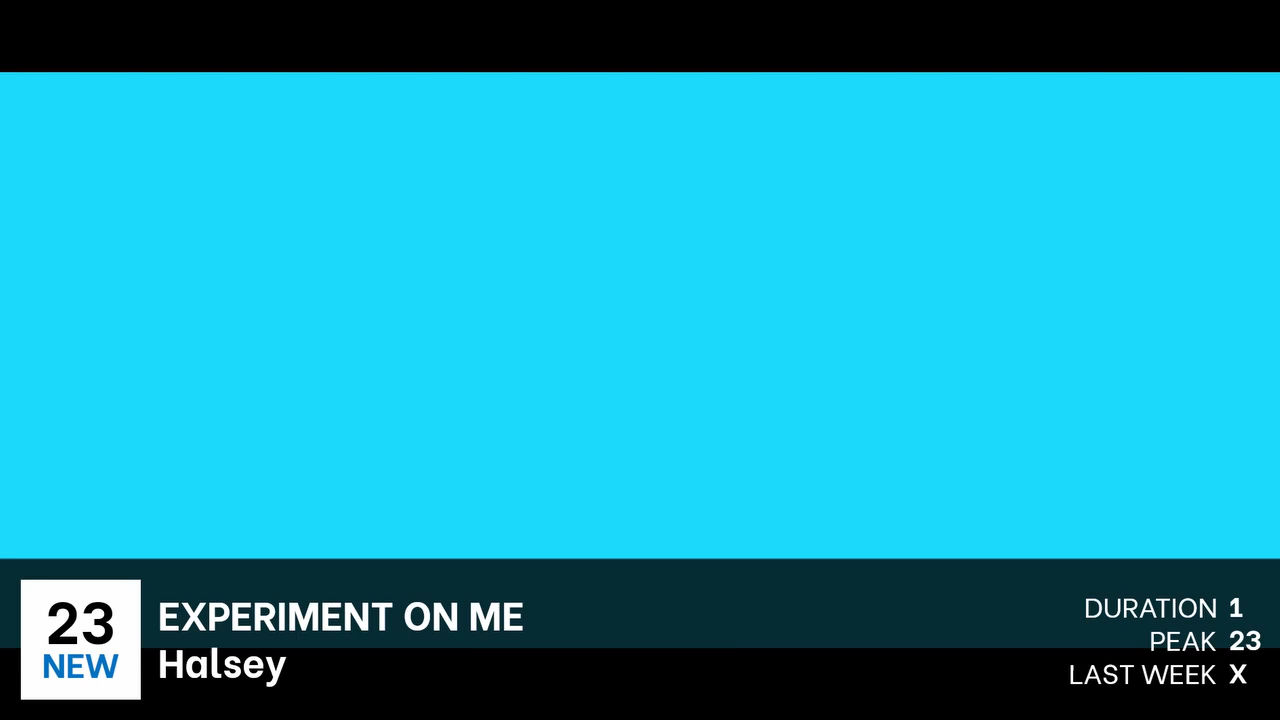 23
NEW
EXPERIMENT ON ME
Halsey
DURATION 1
PEAK 23
LAST WEEK X